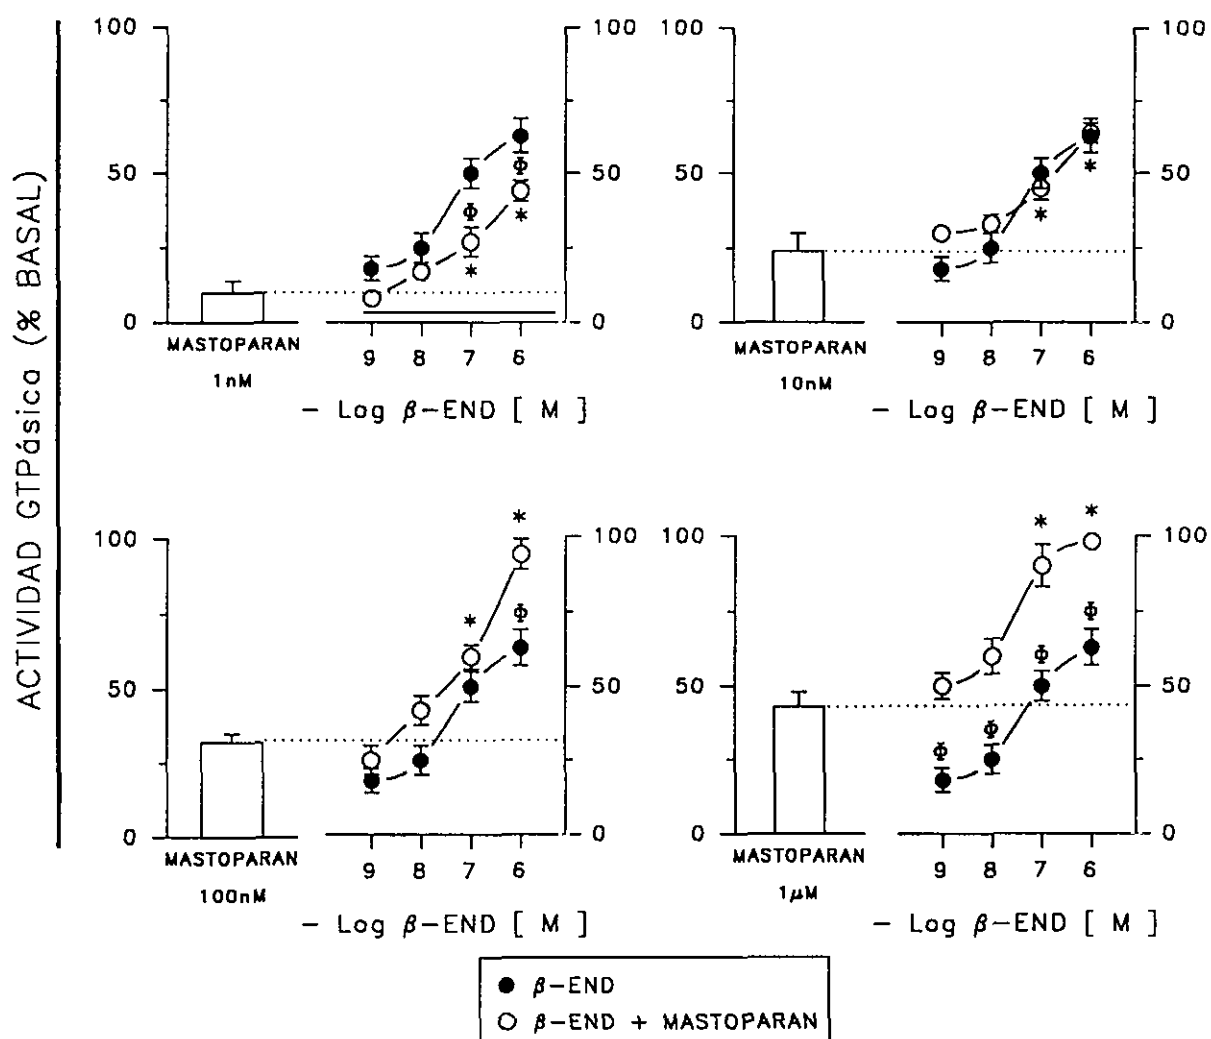 ACTIVIDAD GTPásica (% BASAL)
100
50
0
MASTOPARAN
1nM
100
50
0
9 8 7 6
Φ Φ
* *
- Log β-END [ M ]
100
50
0
MASTOPARAN
10nM
100
50
0
9 8 7 6
* * *
- Log β-END [ M ]
100
50
0
MASTOPARAN
100nM
100
50
0
9 8 7 6
* *
Φ
- Log β-END [ M ]
100
50
0
MASTOPARAN
1µM
100
50
0
9 8 7 6
* *
Φ Φ Φ Φ
- Log β-END [ M ]
● β-END
○ β-END + MASTOPARAN